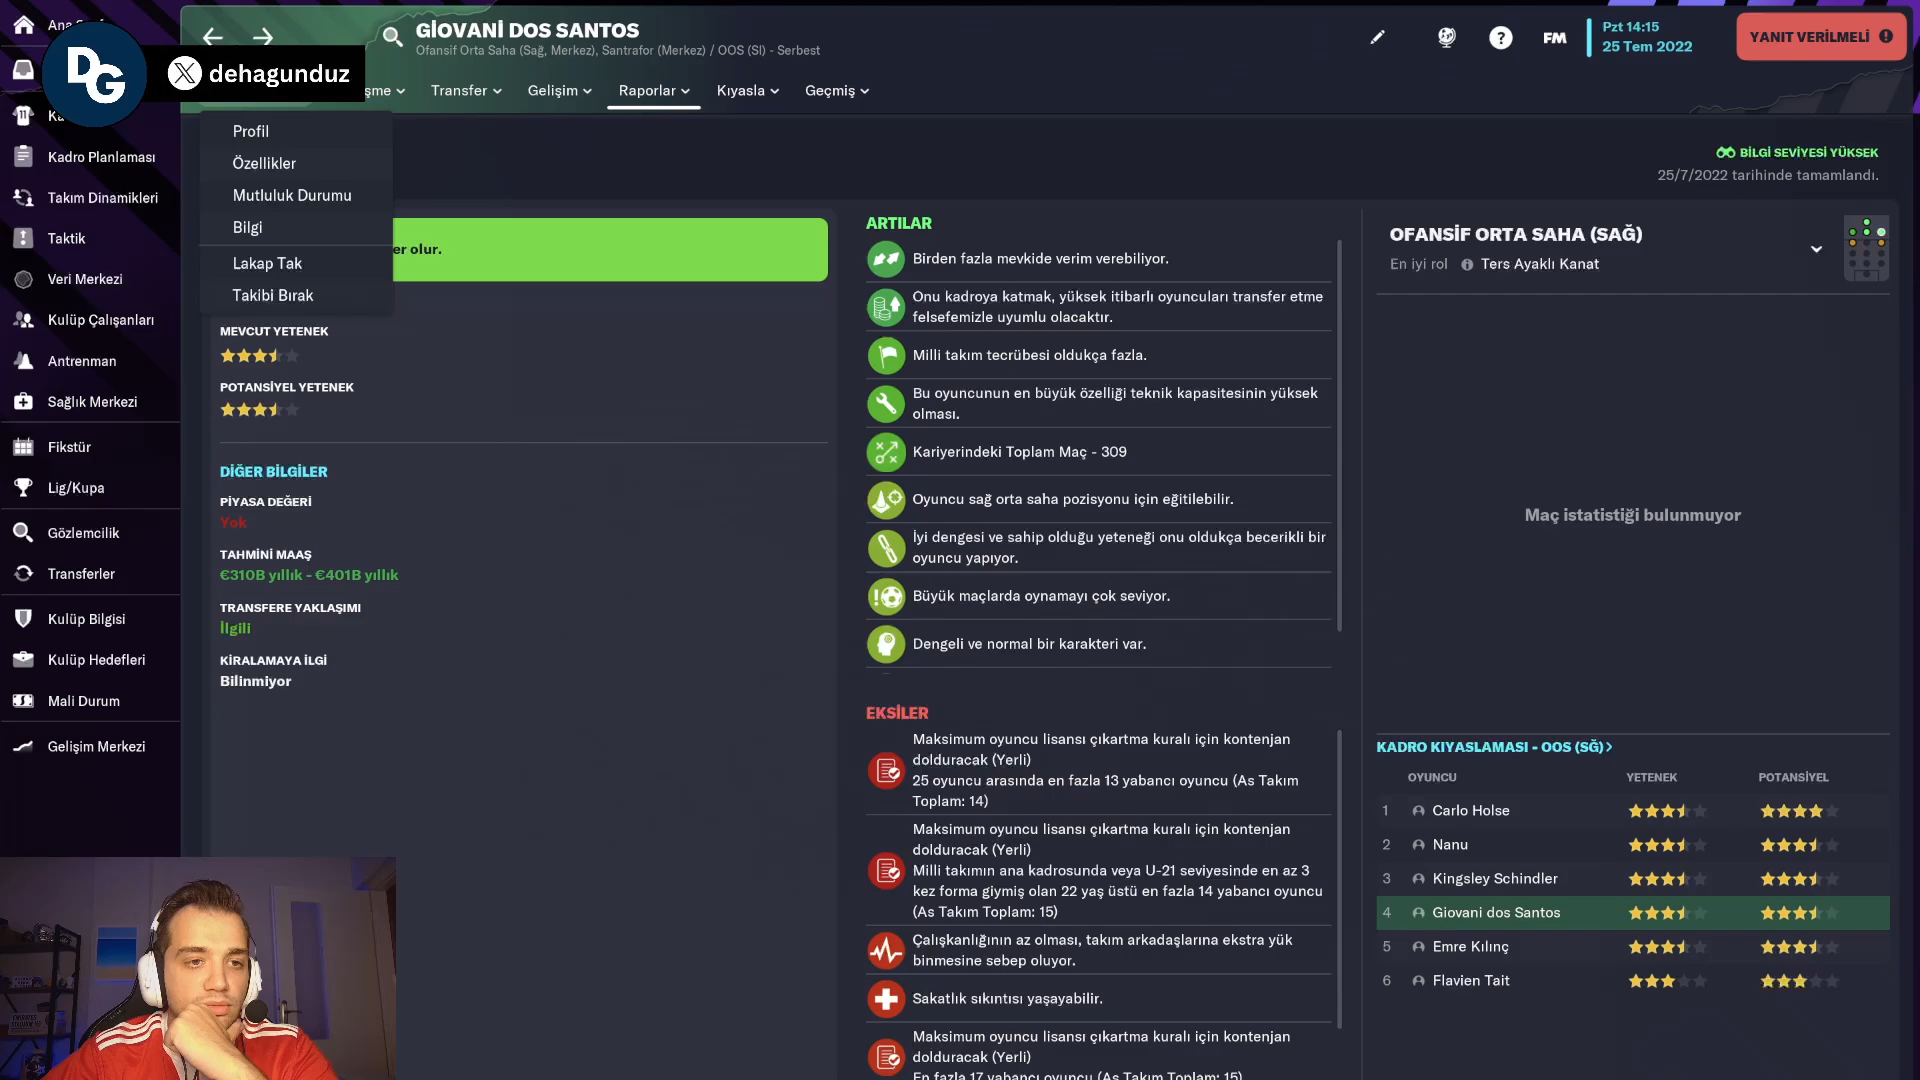 Ana
DG
dehagunduz
GİOVANİ DOS SANTOS
Ofansif Orta Saha (Sağ, Merkez), Santrafor (Merkez) / OOS (Sl) - Serbest
FM
Pzt 14:15
25 Tem 2022
YANIT VERİLMELİ
şme
Transfer
Gelişim
Raporlar
Kıyasla
Geçmiş
Kadro Planlaması
Takım Dinamikleri
Taktik
Veri Merkezi
Kulüp Çalışanları
Antrenman
Sağlık Merkezi
Fikstür
Lig/Kupa
Gözlemcilik
Transferler
Kulüp Bilgisi
Kulüp Hedefleri
Mali Durum
Gelişim Merkezi
Profil
Özellikler
Mutluluk Durumu
Bilgi
Lakap Tak
Takibi Bırak
BİLGİ SEVİYESİ YÜKSEK
25/7/2022 tarihinde tamamlandı.
er olur.
MEVCUT YETENEK
POTANSİYEL YETENEK
DİĞER BİLGİLER
PİYASA DEĞERİ
Yok
TAHMİNİ MAAŞ
€310B yıllık - €401B yıllık
TRANSFERE YAKLAŞIMI
İlgili
KİRALAMAYA İLGİ
Bilinmiyor
ARTILAR
Birden fazla mevkide verim verebiliyor.
Onu kadroya katmak, yüksek itibarlı oyuncuları transfer etme
felsefemizle uyumlu olacaktır.
Milli takım tecrübesi oldukça fazla.
Bu oyuncunun en büyük özelliği teknik kapasitesinin yüksek
olması.
Kariyerindeki Toplam Maç - 309
Oyuncu sağ orta saha pozisyonu için eğitilebilir.
İyi dengesi ve sahip olduğu yeteneği onu oldukça becerikli bir
oyuncu yapıyor.
Büyük maçlarda oynamayı çok seviyor.
Dengeli ve normal bir karakteri var.
EKSİLER
Maksimum oyuncu lisansı çıkartma kuralı için kontenjan
dolduracak (Yerli)
25 oyuncu arasında en fazla 13 yabancı oyuncu (As Takım
Toplam: 14)
Maksimum oyuncu lisansı çıkartma kuralı için kontenjan
dolduracak (Yerli)
Milli takımın ana kadrosunda veya U-21 seviyesinde en az 3
kez forma giymiş olan 22 yaş üstü en fazla 14 yabancı oyuncu
(As Takım Toplam: 15)
Çalışkanlığının az olması, takım arkadaşlarına ekstra yük
binmesine sebep oluyor.
Sakatlık sıkıntısı yaşayabilir.
Maksimum oyuncu lisansı çıkartma kuralı için kontenjan
dolduracak (Yerli)
En fazla 17 yabancı oyuncu (As Takım Toplam: 15)
OFANSİF ORTA SAHA (SAĞ)
En iyi rol Ters Ayaklı Kanat
Maç istatistiği bulunmuyor
KADRO KIYASLAMASI - OOS (SĞ)
OYUNCU YETENEK POTANSİYEL
1 Carlo Holse
2 Nanu
3 Kingsley Schindler
4 Giovani dos Santos
5 Emre Kılınç
6 Flavien Tait